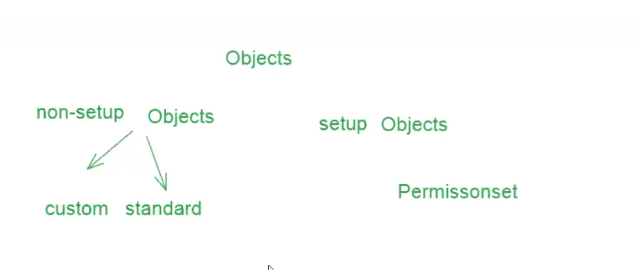 Objects
non-setup Objects
setup Objects
custom standard
Permissonset